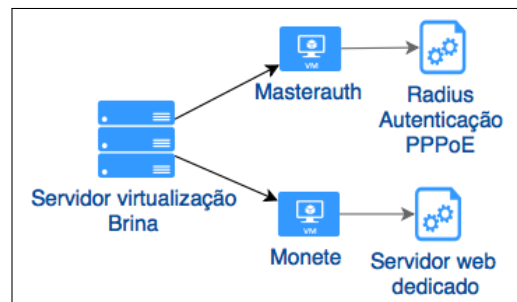 VM
Masterauth
Radius
Autenticação
PPPoE
Servidor virtualização
Brina
VM
Monete
Servidor web
dedicado